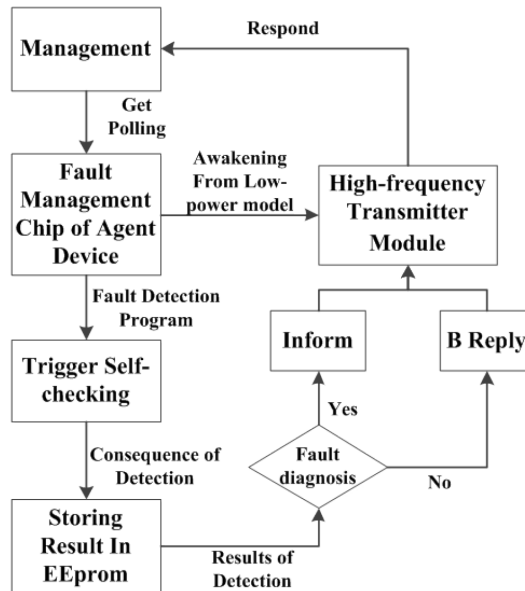 Respond
Management
Get
Polling
Awakening
From Low-
power model
Fault
Management
Chip of Agent
Device
High-frequency
Transmitter
Module
Fault Detection
Program
Inform
B Reply
Trigger Self-
checking
Yes
Consequence of
Detection
Fault
diagnosis
No
Storing
Result In
EEprom
Results of
Detection